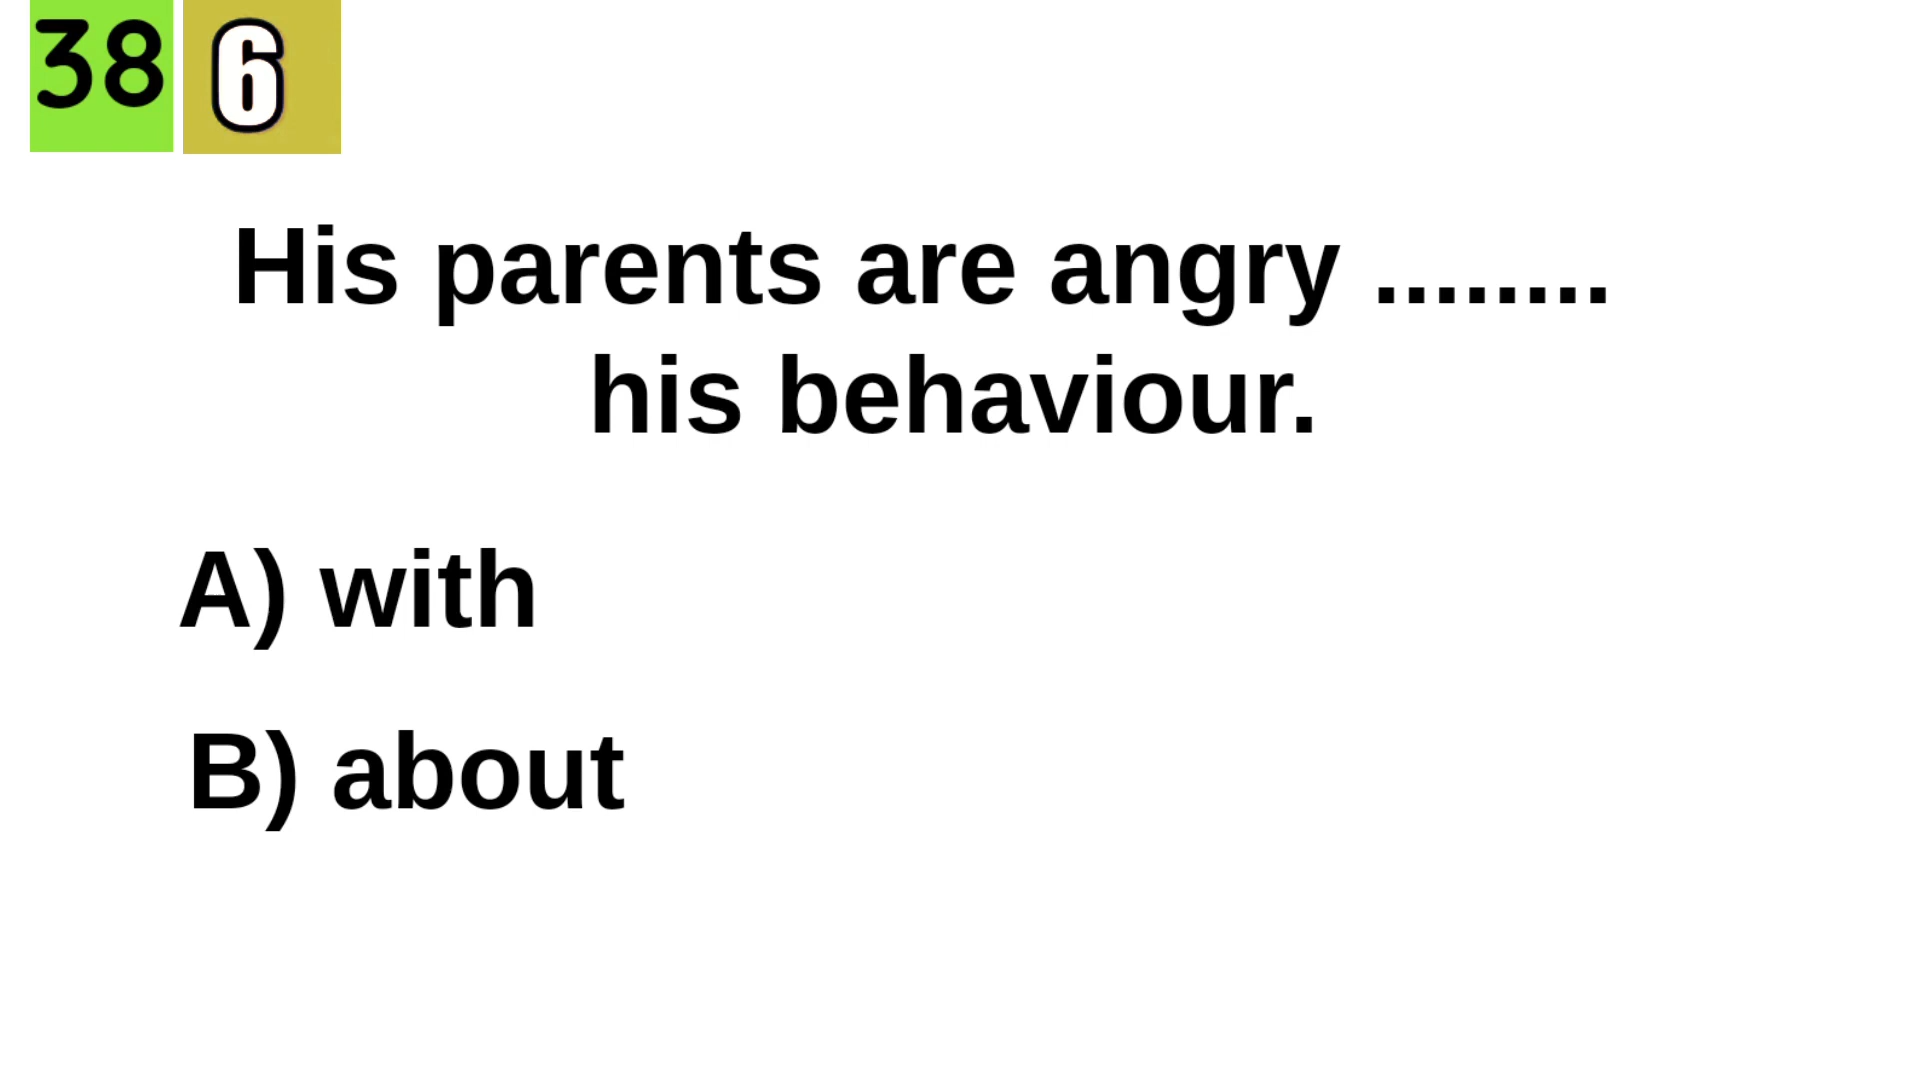 38 6
His parents are angry ........
his behaviour.
A) with
B) about